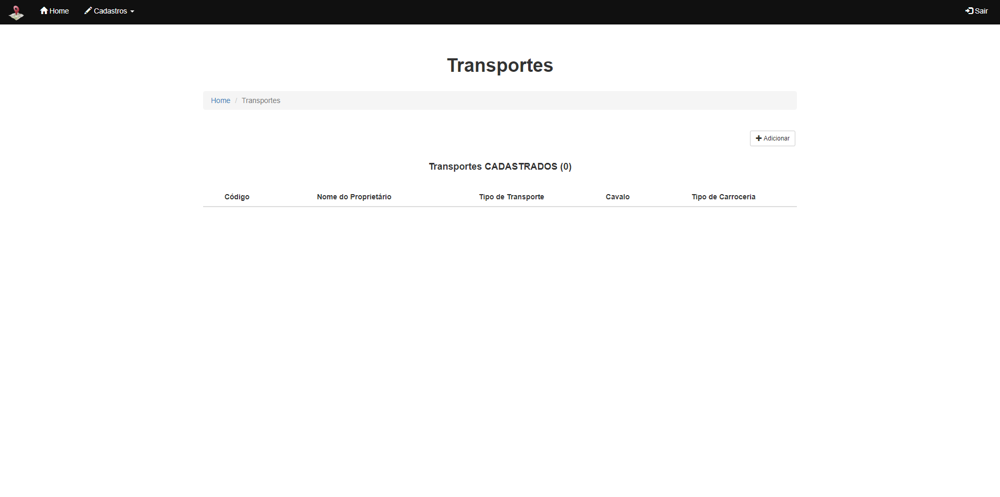 Home Cadastros Sair
Transportes
Home / Transportes
Adicionar
Transportes CADASTRADOS (0)
Código Nome do Proprietário Tipo de Transporte Cavalo Tipo de Carroceria